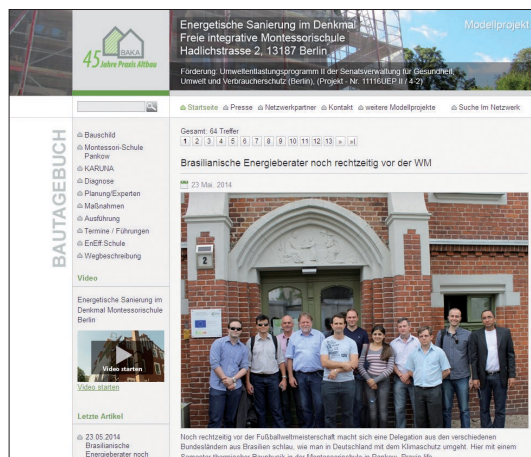 BAKA
45 Jahre Praxis Altbau
Energetische Sanierung im Denkmal
Freie integrative Montessorischule
Hadlichstrasse 2, 13187 Berlin
Modellprojekt
Förderung: Umweltentlastungsprogramm II der Senatsverwaltung für Gesundheit,
Umwelt und Verbraucherschutz (Berlin), (Projekt - Nr. 11116UEP II / 4-2)
Startseite Presse Netzwerkpartner Kontakt weitere Modellprojekte Suche Im Netzwerk
BAUTAGEBUCH
Bauschild
Montessori-Schule
Pankow
KARUNA
Diagnose
Planung/Experten
Maßnahmen
Ausführung
Termine / Führungen
EnEff Schule
Wegbeschreibung
Video
Energetische Sanierung im
Denkmal Montessorischule
Berlin
Video starten
Video starten
Letzte Artikel
23.05.2014
Brasilianische
Energieberater noch
Gesamt: 64 Treffer
1 2 3 4 5 6 7 8 9 10 11 12 13 » »|
Brasilianische Energieberater noch rechtzeitig vor der WM
23 Mai. 2014
2
Noch rechtzeitig vor der Fußballweltmeisterschaft macht sich eine Delegation aus den verschiedenen
Bundesländern aus Brasilien schlau, wie man in Deutschland mit dem Klimaschutz umgeht. Hier mit einem